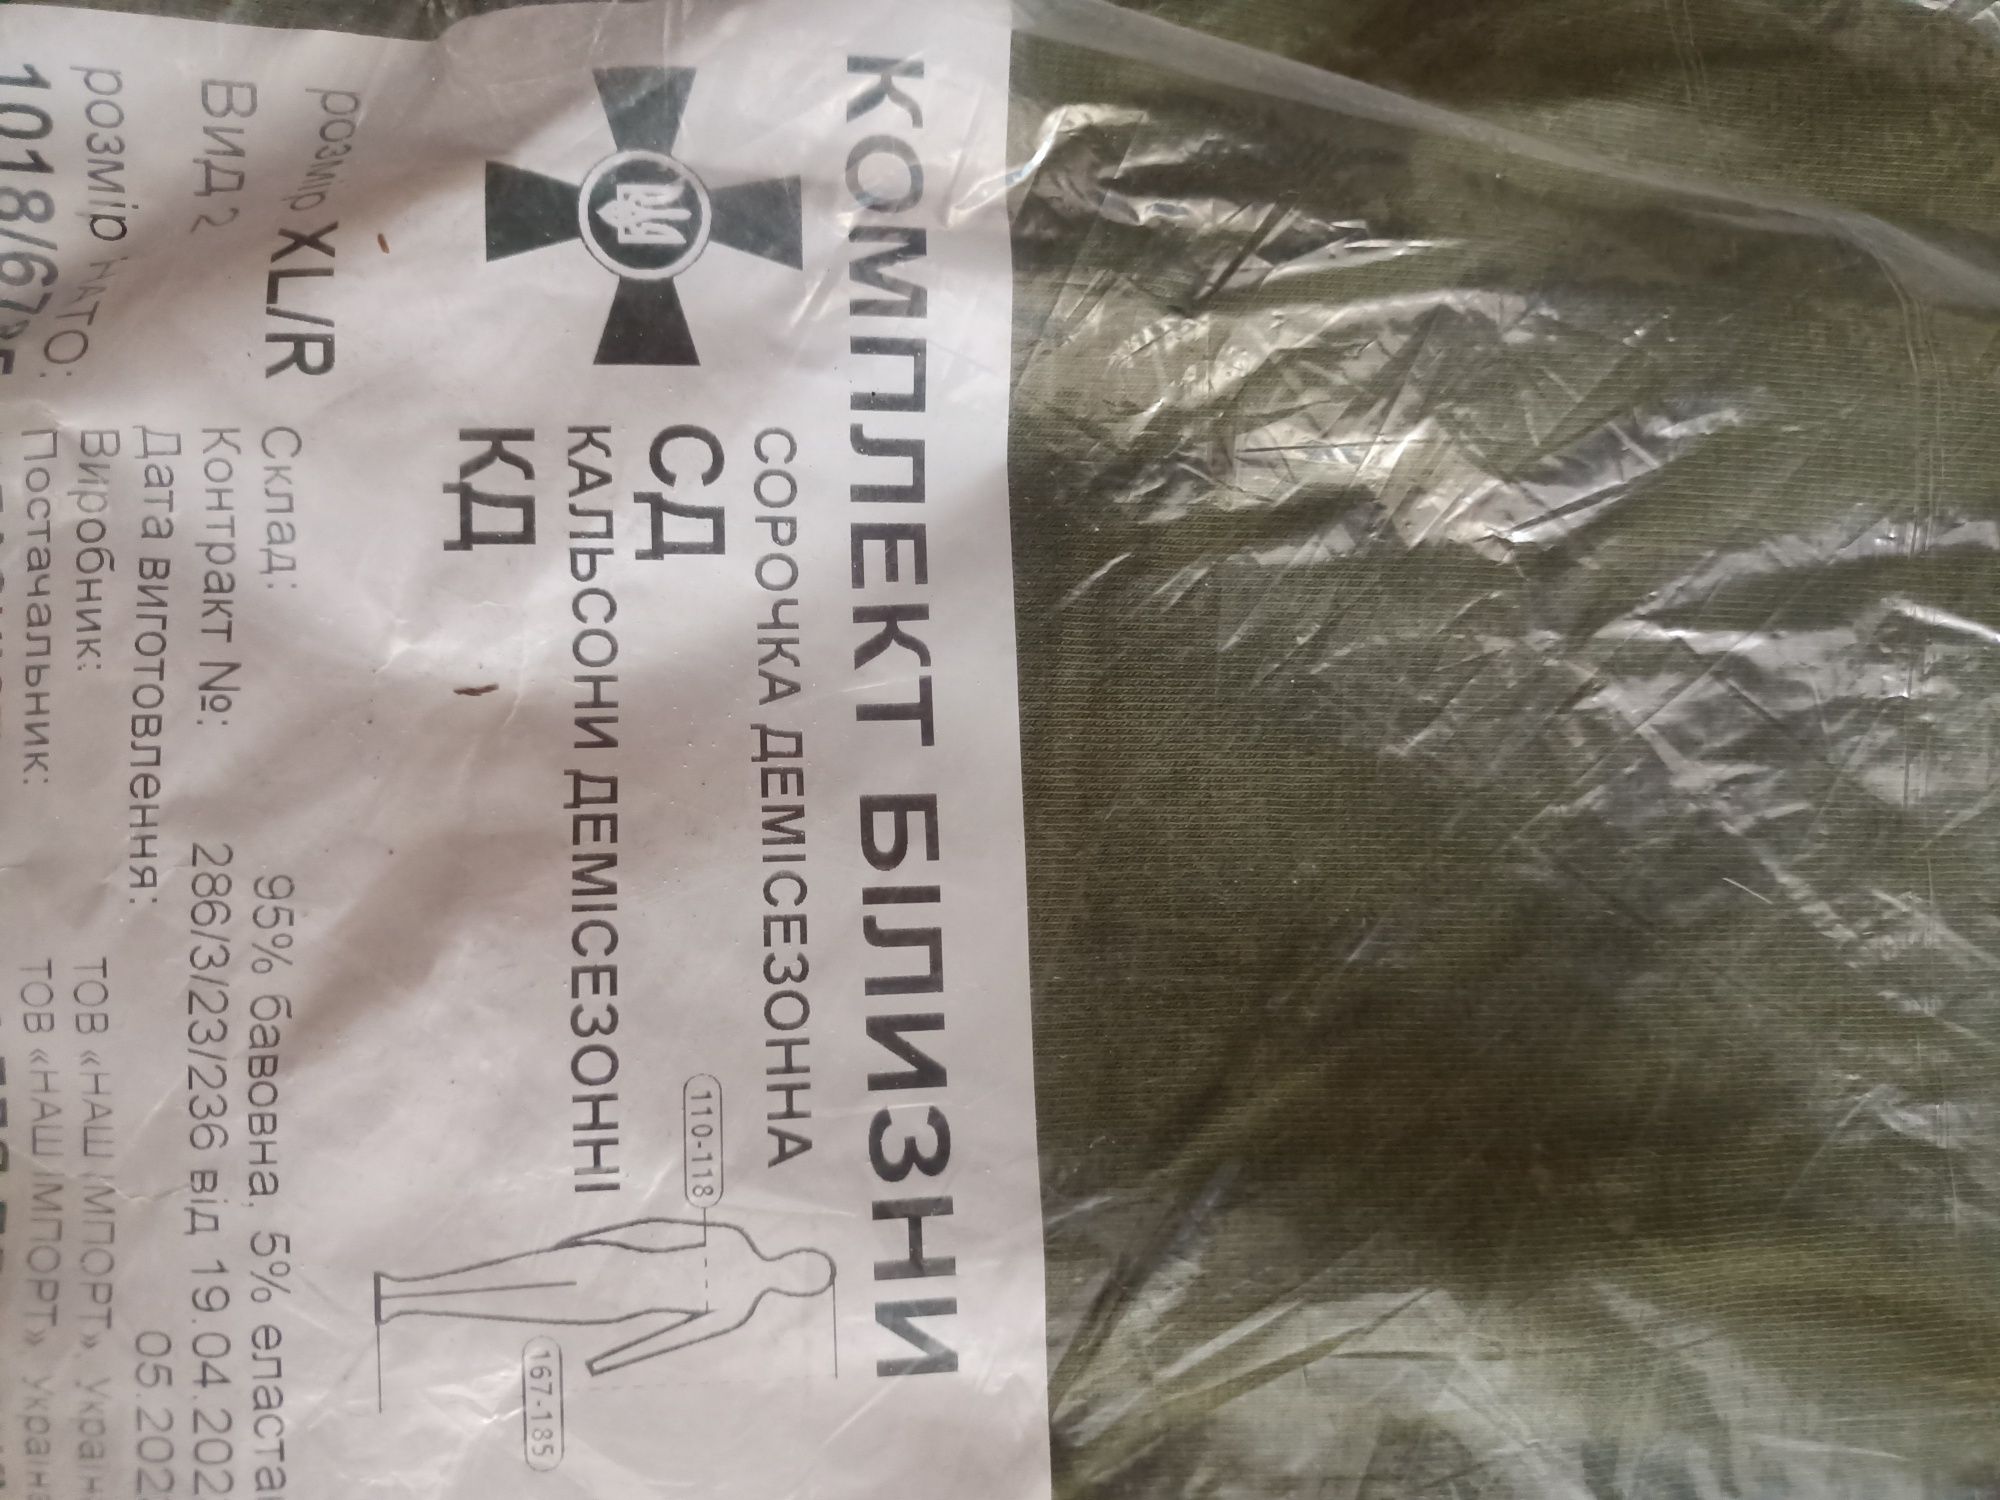 КОМПЛЕКТ БІЛИЗНИ
СОРОЧКА ДЕМІСЕЗОННА
СД
КАЛЬСОНИ ДЕМІСЕЗОННІ
КД
110-118
167-185
розмір XL/R
Вид 2
розмір НАТО:
Склад: 95% бавовна, 5% еласта
Контракт №: 286/3/23/236 від 19.04.202
Дата виготовлення: 05.202
Виробник: ТОВ «НАШ ІМПОРТ», Україн
Постачальник: ТОВ «НАШ ІМПОРТ» Україн